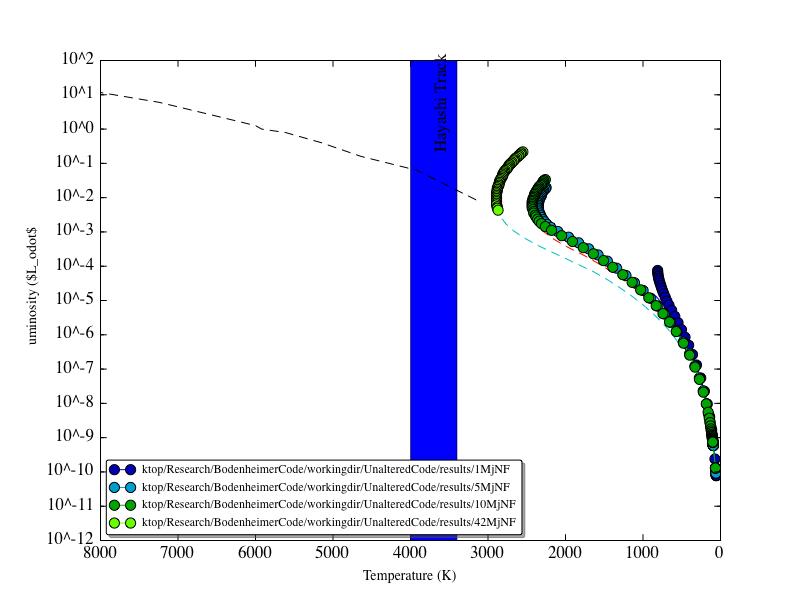 10^2
10^1
10^0
10^-1
10^-2
10^-3
10^-4
10^-5
10^-6
10^-7
10^-8
10^-9
10^-10
10^-11
10^-12
uminosity ($L_odot$
Hayashi Track
ktop/Research/BodenheimerCode/workingdir/UnalteredCode/results/1MjNF
ktop/Research/BodenheimerCode/workingdir/UnalteredCode/results/5MjNF
ktop/Research/BodenheimerCode/workingdir/UnalteredCode/results/10MjNF
ktop/Research/BodenheimerCode/workingdir/UnalteredCode/results/42MjNF
8000 7000 6000 5000 4000 3000 2000 1000 0
Temperature (K)